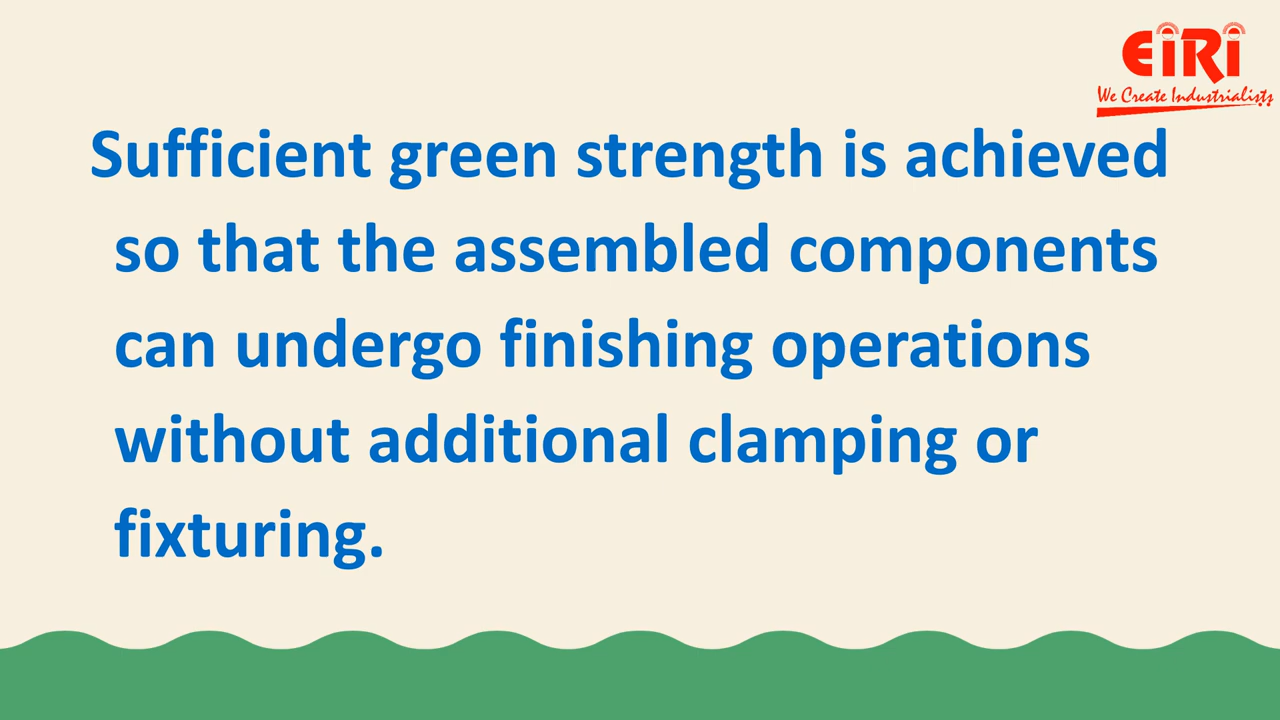 EiRi
We Create Industrialists
Sufficient green strength is achieved
so that the assembled components
can undergo finishing operations
without additional clamping or
fixturing.